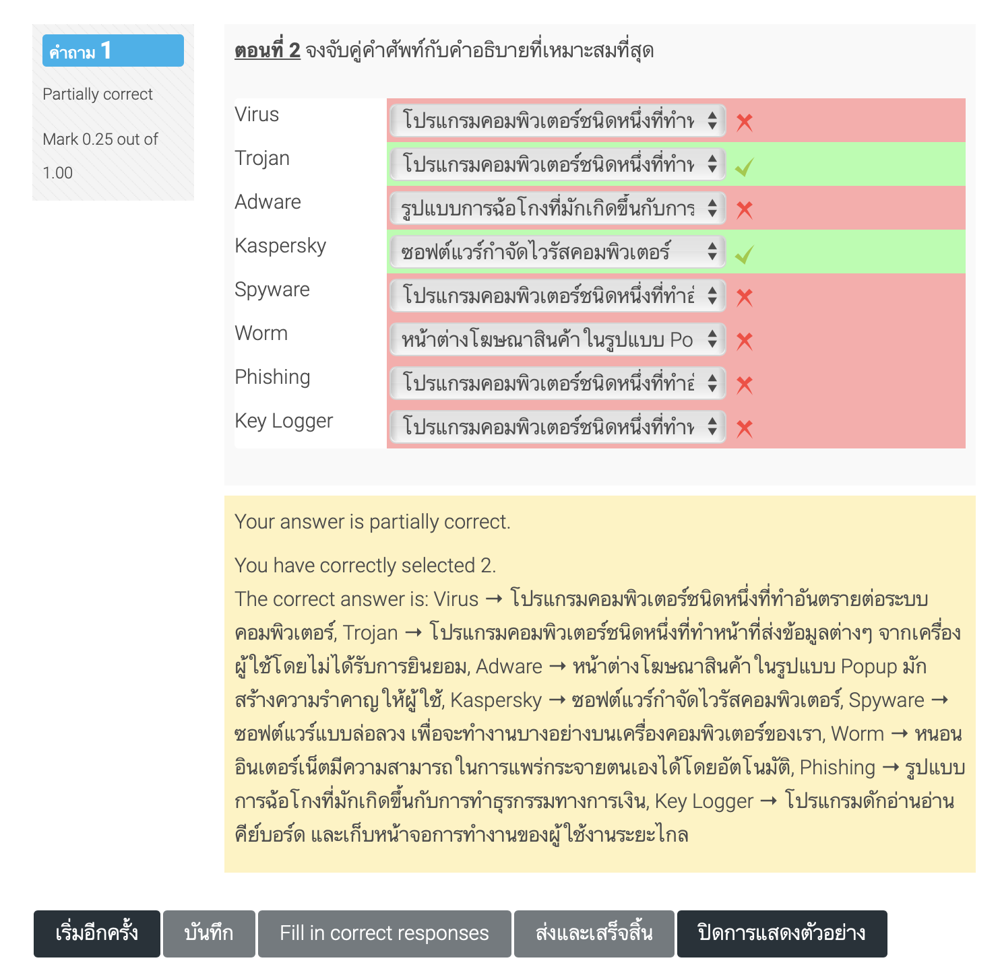 คำถาม 1
Partially correct
Mark 0.25 out of
1.00
ตอนที่ 2 จงจับคู่คำศัพท์กับคำอธิบายที่เหมาะสมที่สุด
Virus โปรแกรมคอมพิวเตอร์ชนิดหนึ่งที่ทำห
Trojan โปรแกรมคอมพิวเตอร์ชนิดหนึ่งที่ทำห
Adware รูปแบบการฉ้อโกงที่มักเกิดขึ้นกับการ
Kaspersky ซอฟต์แวร์กำจัดไวรัสคอมพิวเตอร์
Spyware โปรแกรมคอมพิวเตอร์ชนิดหนึ่งที่ทำอั
Worm หน้าต่างโฆษณาสินค้า ในรูปแบบ Po
Phishing โปรแกรมคอมพิวเตอร์ชนิดหนึ่งที่ทำอั
Key Logger โปรแกรมคอมพิวเตอร์ชนิดหนึ่งที่ทำห
Your answer is partially correct.
You have correctly selected 2.
The correct answer is: Virus → โปรแกรมคอมพิวเตอร์ชนิดหนึ่งที่ทำอันตรายต่อระบบ
คอมพิวเตอร์, Trojan → โปรแกรมคอมพิวเตอร์ชนิดหนึ่งที่ทำหน้าที่ส่งข้อมูลต่างๆ จากเครื่อง
ผู้ใช้โดยไม่ได้รับการยินยอม, Adware → หน้าต่างโฆษณาสินค้า ในรูปแบบ Popup มัก
สร้างความรำคาญ ให้ผู้ใช้, Kaspersky → ซอฟต์แวร์กำจัดไวรัสคอมพิวเตอร์, Spyware →
ซอฟต์แวร์แบบล่อลวง เพื่อจะทำงานบางอย่างบนเครื่องคอมพิวเตอร์ของเรา, Worm → หนอน
อินเตอร์เน็ตมีความสามารถในการแพร่กระจายตนเองได้โดยอัตโนมัติ, Phishing → รูปแบบ
การฉ้อโกงที่มักเกิดขึ้นกับการทำธุรกรรมทางการเงิน, Key Logger → โปรแกรมดักอ่านอ่าน
คีย์บอร์ด และเก็บหน้าจอการทำงานของผู้ใช้งานระยะไกล
เริ่มอีกครั้ง บันทึก Fill in correct responses ส่งและเสร็จสิ้น ปิดการแสดงตัวอย่าง